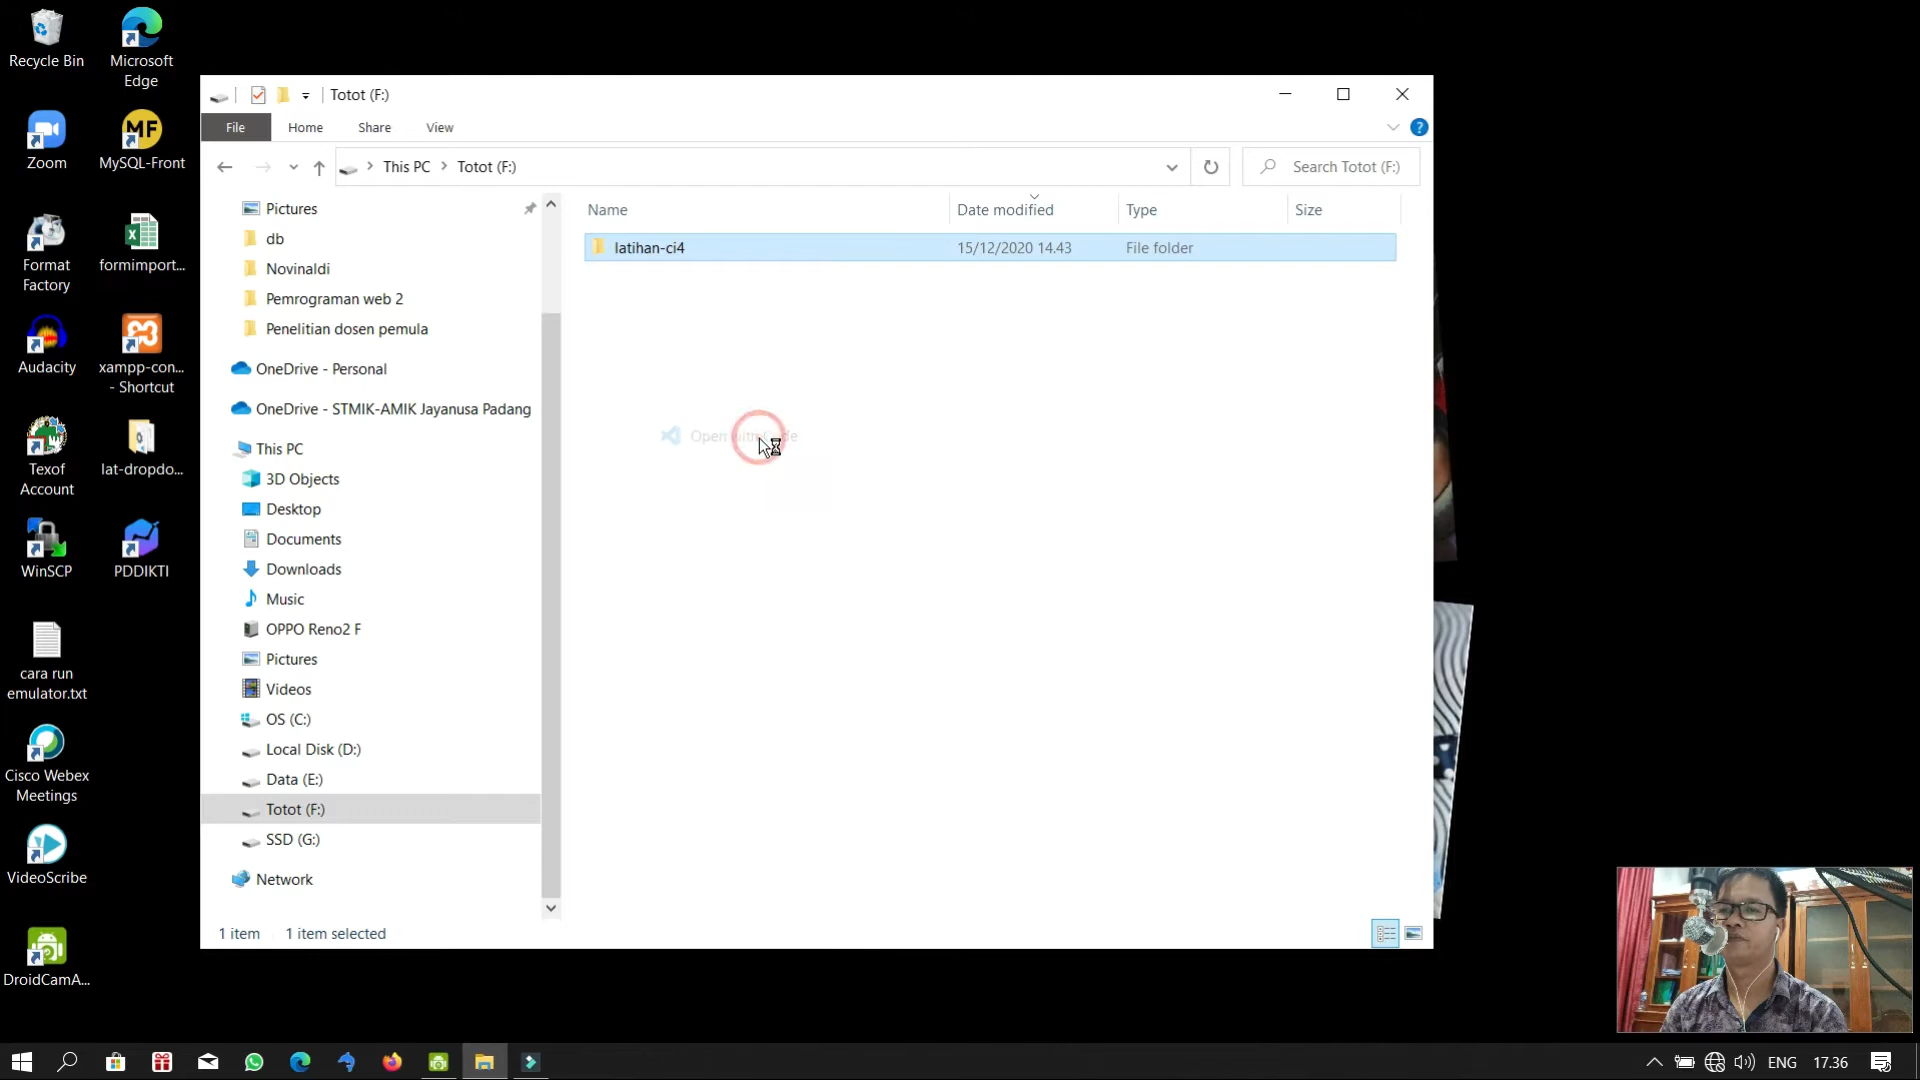 Recycle Bin
Microsoft
Edge
Zoom
MySQL-Front
Format
Factory
formimport...
Audacity
xampp-con...
- Shortcut
Texof
Account
lat-dropdo...
WinSCP
PDDIKTI
cara run
emulator.txt
Cisco Webex
Meetings
VideoScribe
DroidCamA...
Totot (F:)
File
Home
Share
View
This PC
Totot (F:)
Search Totot (F:)
Pictures
db
Novinaldi
Pemrograman web 2
Penelitian dosen pemula
OneDrive - Personal
OneDrive - STMIK-AMIK Jayanusa Padang
This PC
3D Objects
Desktop
Documents
Downloads
Music
OPPO Reno2 F
Pictures
Videos
OS (C:)
Local Disk (D:)
Data (E:)
Totot (F:)
SSD (G:)
Network
Name
Date modified
Type
Size
latihan-ci4
15/12/2020 14.43
File folder
Open with Code
1 item
1 item selected
ENG
17.36